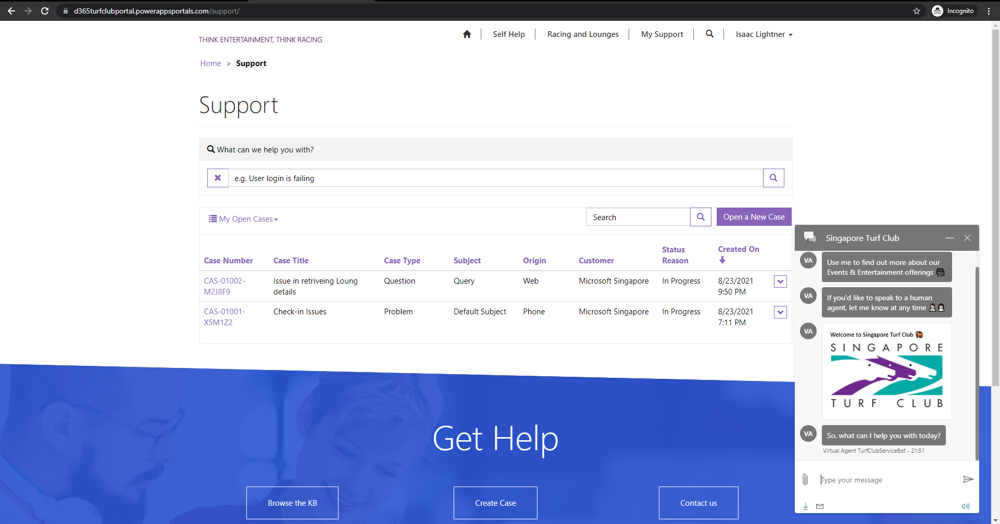 d365turfclubportal.powerappsportals.com/support/
Incognito
THINK ENTERTAINMENT, THINK RACING
Self Help
Racing and Lounges
My Support
Isaac Lightner
Home > Support
Support
What can we help you with?
e.g. User login is failing
My Open Cases
Search
Open a New Case
Case Number
Case Title
Case Type
Subject
Origin
Customer
Status
Reason
Created On
CAS-01002-
M2J8F9
Issue in retriveing Loung
details
Question
Query
Web
Microsoft Singapore
In Progress
8/23/2021
9:50 PM
CAS-01001-
X5M1Z2
Check-in Issues
Problem
Default Subject
Phone
Microsoft Singapore
In Progress
8/23/2021
7:11 PM
Get Help
Browse the KB
Create Case
Contact us
Singapore Turf Club
VA
Use me to find out more about our
Events & Entertainment offerings
VA
If you'd like to speak to a human
agent, let me know at any time
VA
Welcome to Singapore Turf Club
SINGAPORE
TURF CLUB
VA
So, what can I help you with today?
Virtual Agent TurfClubServiceBot - 21:51
Type your message